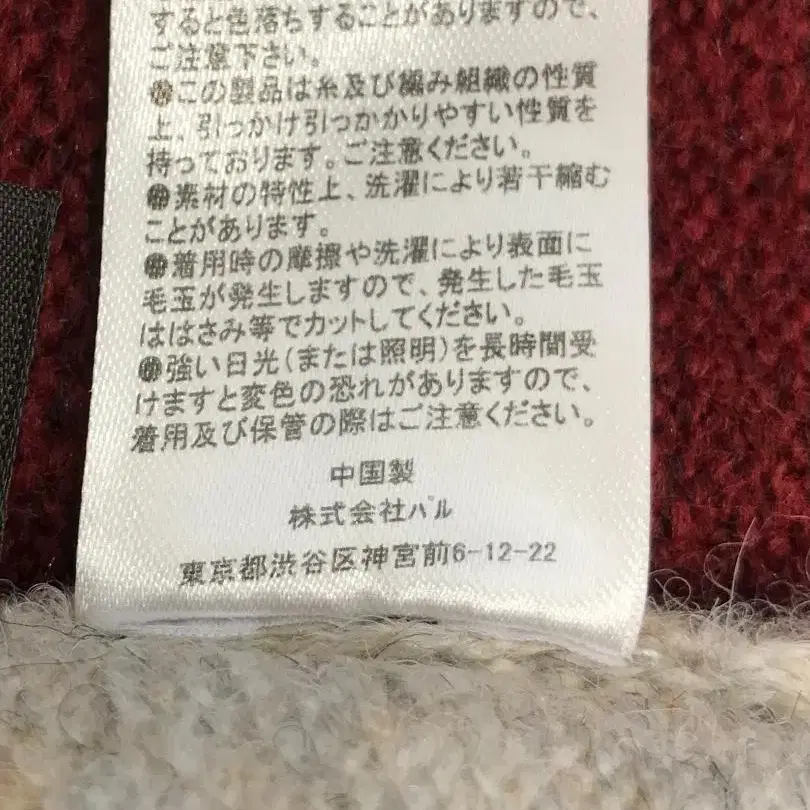 すると色落ちすることがありますので、
ご注意下さい。
●この製品は糸及び編み組織の性質
上、引っかけ引っかかりやすい性質を
持っております。ご注意ください。
●素材の特性上、洗濯により若干縮む
ことがあります。
●着用時の摩擦や洗濯により表面に
毛玉が発生しますので、発生した毛玉
ははさみ等でカットしてください。
●強い日光(または照明)を長時間受
けますと変色の恐れがありますので、
着用及び保管の際はご注意ください。
中国製
株式会社パル
東京都渋谷区神宮前6-12-22